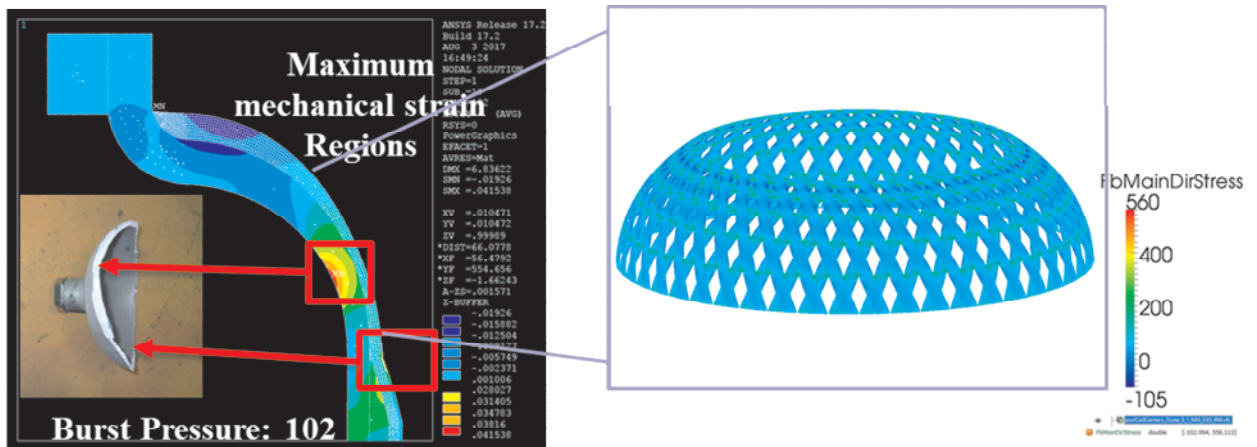 1
ANSYS Release 17.2
Build 17.2
AUG 3 2017
16:49:24
NODAL SOLUTION
STEP=1
(AVG)
RSYS=0
PowerGraphics
EFACET=1
AVRES=Mat
DMX =6.83622
SMN =-.01926
SMX =.041538
XV =.010471
YV =.010472
ZV =.99989
*DIST=66.0778
*XF =56.4792
*YF =554.656
*ZF =-1.66243
A-ZS=.001571
Z-BUFFER
-.01926
-.015882
-.012504
-.005749
-.002371
.001006
.028027
.031405
.034783
.03816
.041538
Maximum
mechanical strain
Regions
MN
Burst Pressure: 102
FbMainDirStress
560
400
200
0
-105
FbMainDirStress double